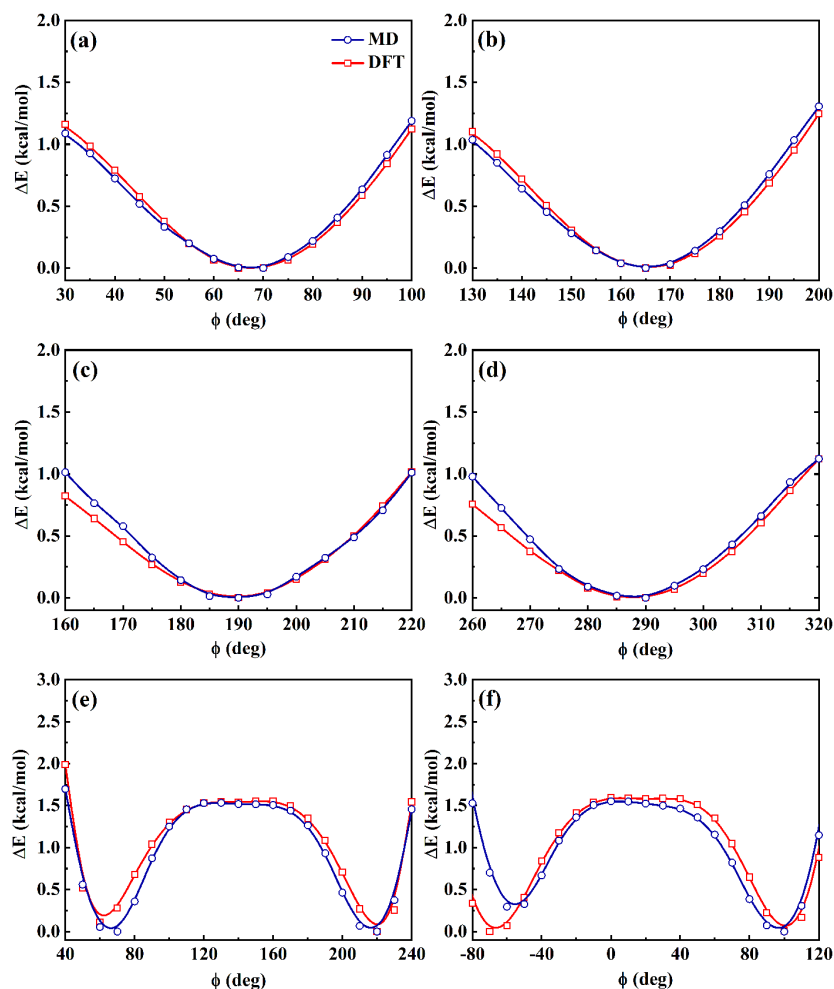 (a)
MD
DFT
2.0
1.5
1.0
0.5
0.0
ΔE (kcal/mol)
30 40 50 60 70 80 90 100
ϕ (deg)
(b)
2.0
1.5
1.0
0.5
0.0
ΔE (kcal/mol)
130 140 150 160 170 180 190 200
ϕ (deg)
(c)
2.0
1.5
1.0
0.5
0.0
ΔE (kcal/mol)
160 170 180 190 200 210 220
ϕ (deg)
(d)
2.0
1.5
1.0
0.5
0.0
ΔE (kcal/mol)
260 270 280 290 300 310 320
ϕ (deg)
(e)
3.0
2.5
2.0
1.5
1.0
0.5
0.0
ΔE (kcal/mol)
40 80 120 160 200 240
ϕ (deg)
(f)
3.0
2.5
2.0
1.5
1.0
0.5
0.0
ΔE (kcal/mol)
-80 -40 0 40 80 120
ϕ (deg)